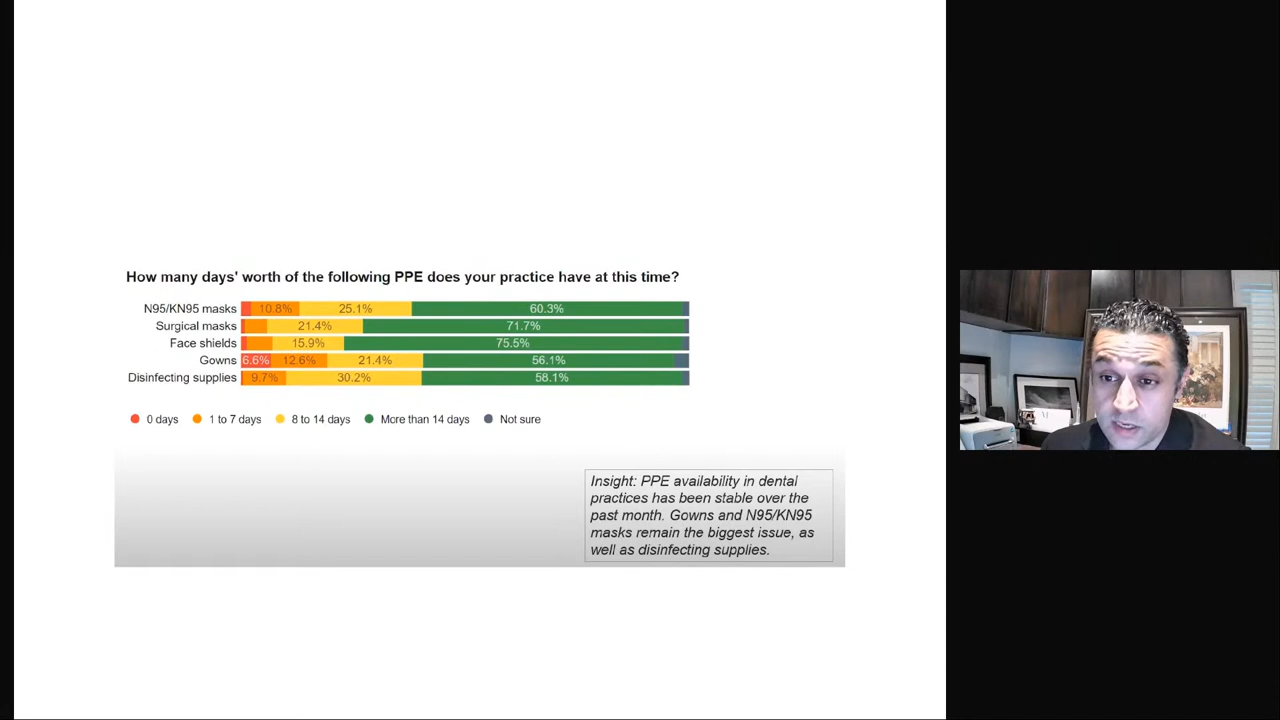 How many days' worth of the following PPE does your practice have at this time?
N95/KN95 masks 10.8% 25.1% 60.3%
Surgical masks 21.4% 71.7%
Face shields 15.9% 75.5%
Gowns 6.6% 12.6% 21.4% 56.1%
Disinfecting supplies 9.7% 30.2% 58.1%
0 days 1 to 7 days 8 to 14 days More than 14 days Not sure
Insight: PPE availability in dental
practices has been stable over the
past month. Gowns and N95/KN95
masks remain the biggest issue, as
well as disinfecting supplies.